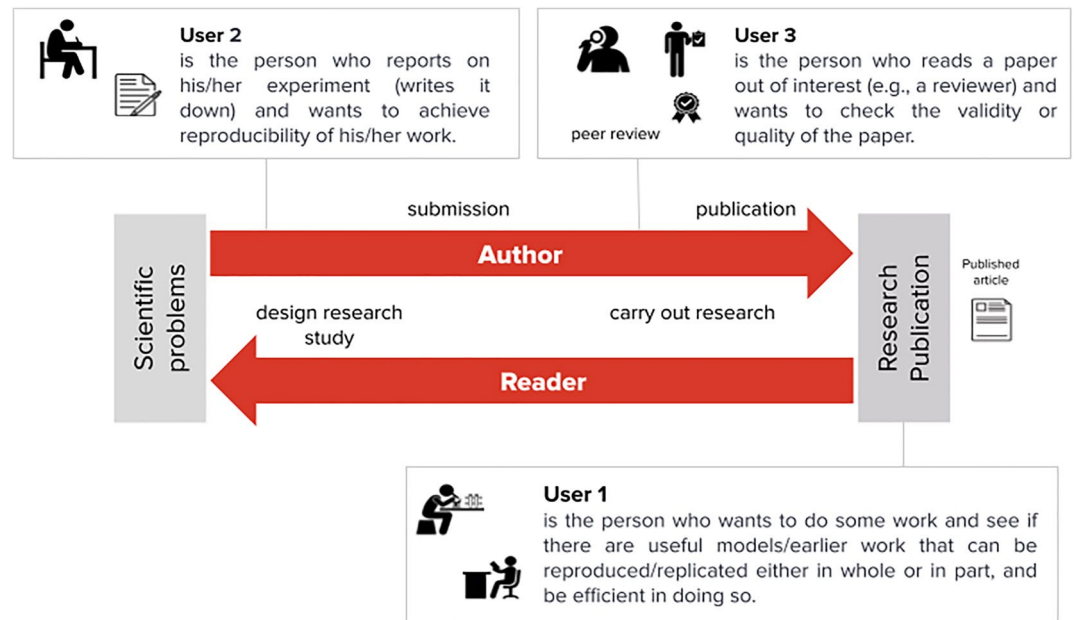 User 2
is the person who reports on
his/her experiment (writes it
down) and wants to achieve
reproducibility of his/her work.
User 3
is the person who reads a paper
out of interest (e.g., a reviewer) and
wants to check the validity or
quality of the paper.
peer review
submission
publication
Author
Scientific
problems
design research
study
carry out research
Reader
Research
Publication
Published
article
User 1
is the person who wants to do some work and see if
there are useful models/earlier work that can be
reproduced/replicated either in whole or in part, and
be efficient in doing so.